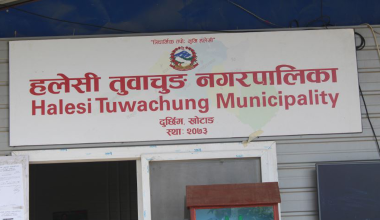 हलेसी तुवाचुङ नगरपालिका
Halesi Tuwachung Municipality
दुर्छिम, खोटाङ
स्थाः २०७३